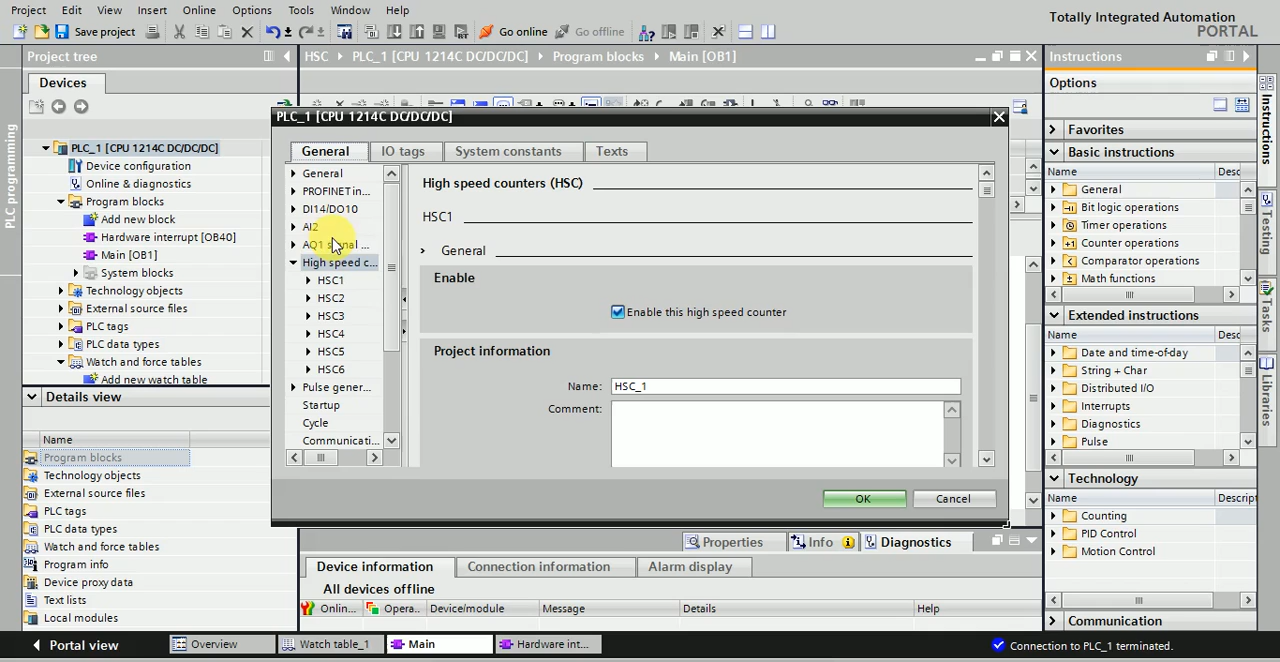 Project Edit View Insert Online Options Tools Window Help
Totally Integrated Automation
PORTAL
Save project
Go online
Go offline
Project tree
HSC PLC_1 [CPU 1214C DC/DC/DC] Program blocks Main [OB1]
Instructions
Devices
Options
PLC programming
PLC_1 [CPU 1214C DC/DC/DC]
Device configuration
Online & diagnostics
Program blocks
Add new block
Hardware interrupt [OB40]
Main [OB1]
System blocks
Technology objects
External source files
PLC tags
PLC data types
Watch and force tables
Add new watch table
Details view
Name
Program blocks
Technology objects
External source files
PLC tags
PLC data types
Watch and force tables
Program info
Device proxy data
Text lists
Local modules
PLC_1 [CPU 1214C DC/DC/DC]
General IO tags System constants Texts
General
PROFINET in...
DI14/DO10
AI2
AQ1 signal ...
High speed c...
HSC1
HSC2
HSC3
HSC4
HSC5
HSC6
Pulse gener...
Startup
Cycle
Communicati...
High speed counters (HSC)
HSC1
General
Enable
Enable this high speed counter
Project information
Name: HSC_1
Comment:
OK Cancel
Properties Info Diagnostics
Device information Connection information Alarm display
All devices offline
Onlin... Opera... Device/module Message Details Help
Favorites
Basic instructions
Name Desc
General
Bit logic operations
Timer operations
Counter operations
Comparator operations
Math functions
Extended instructions
Name Desc
Date and time-of-day
String + Char
Distributed I/O
Interrupts
Diagnostics
Pulse
Technology
Name Descript
Counting
PID Control
Motion Control
Communication
Instructions
Testing
Tasks
Libraries
Portal view Overview Watch table_1 Main Hardware int...
Connection to PLC_1 terminated.